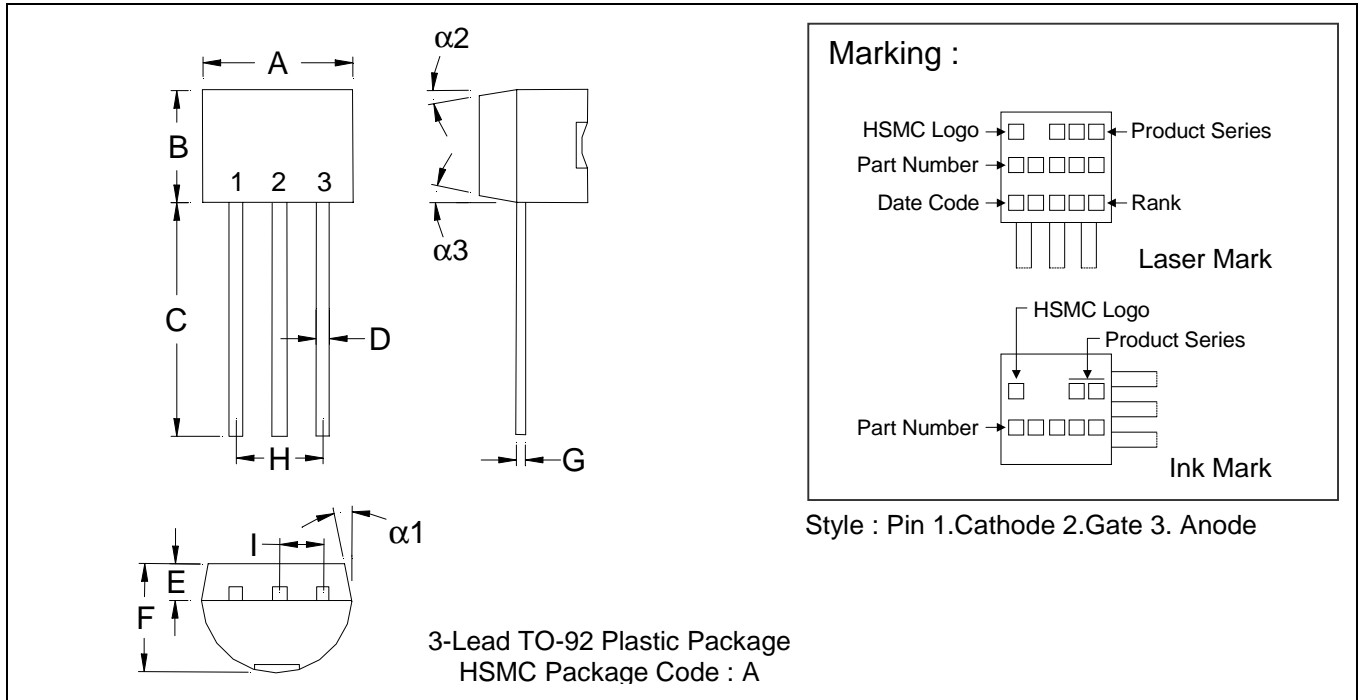 α2
A
B
1 2 3
α3
C
D
H
G
α1
I
E
F
3-Lead TO-92 Plastic Package
HSMC Package Code : A
Marking :
HSMC Logo
Product Series
Part Number
Date Code
Rank
Laser Mark
HSMC Logo
Product Series
Part Number
Ink Mark
Style : Pin 1.Cathode 2.Gate 3. Anode